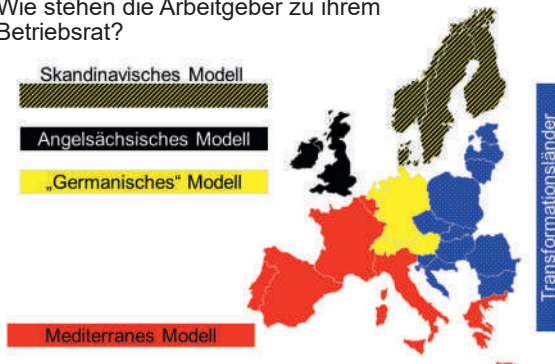 Wie stehen die Arbeitgeber zu ihrem
Betriebsrat?
Skandinavisches Modell
Angelsächsisches Modell
„Germanisches“ Modell
Mediterranes Modell
Transformationsländer